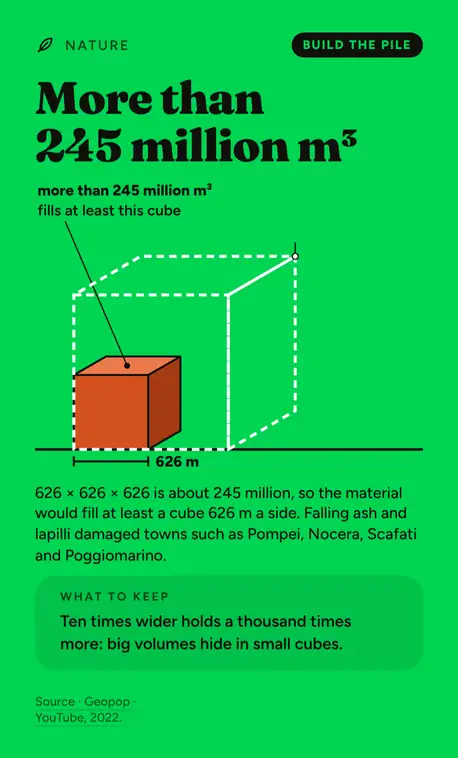 NATURE
BUILD THE PILE
More than
245 million m³
more than 245 million m³
fills at least this cube
626 m
626 × 626 × 626 is about 245 million, so the material
would fill at least a cube 626 m a side. Falling ash and
lapilli damaged towns such as Pompei, Nocera, Scafati
and Poggiomarino.
WHAT TO KEEP
Ten times wider holds a thousand times
more: big volumes hide in small cubes.
Source · Geopop ·
YouTube, 2022.